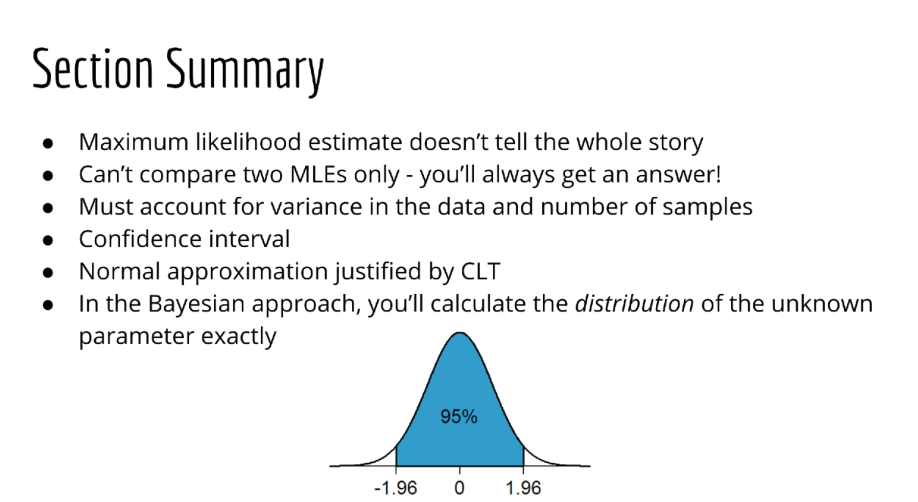 Section Summary
● Maximum likelihood estimate doesn't tell the whole story
● Can't compare two MLEs only - you'll always get an answer!
● Must account for variance in the data and number of samples
● Confidence interval
● Normal approximation justified by CLT
● In the Bayesian approach, you'll calculate the distribution of the unknown
parameter exactly
95%
-1.96 0 1.96